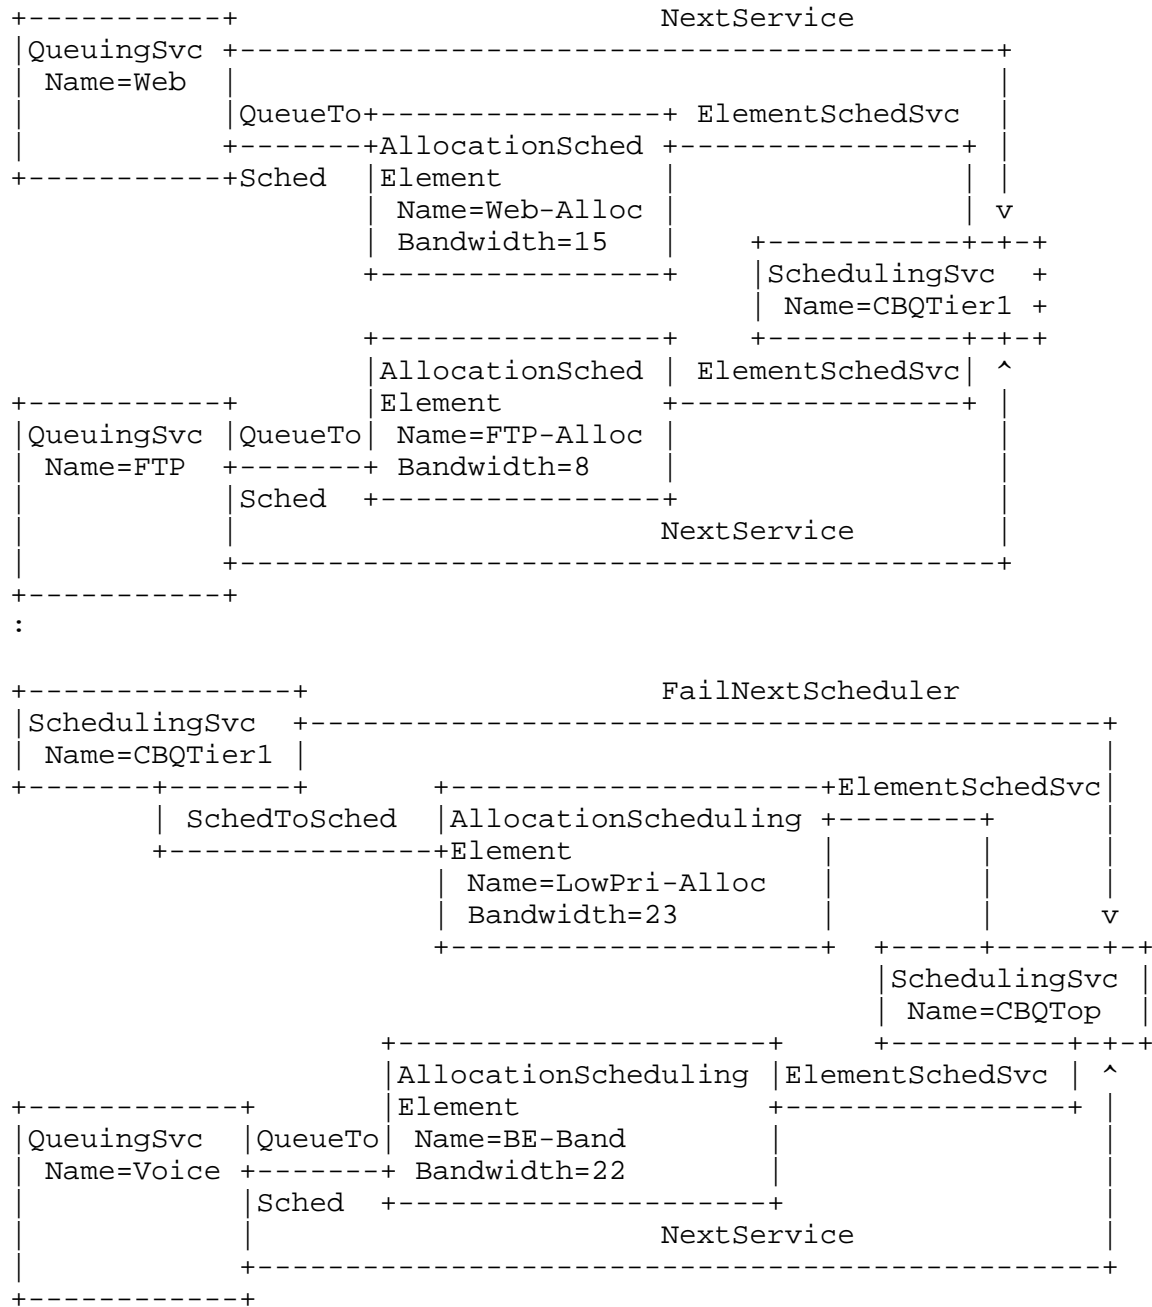 NextService
QueuingSvc
Name=Web
QueueTo ElementSchedSvc
AllocationSched
Sched Element
Name=Web-Alloc v
Bandwidth=15
SchedulingSvc
Name=CBQTier1
AllocationSched ElementSchedSvc ^
Element
QueuingSvc QueueTo Name=FTP-Alloc
Name=FTP Bandwidth=8
Sched
NextService
:
FailNextScheduler
SchedulingSvc
Name=CBQTier1
ElementSchedSvc
SchedToSched AllocationScheduling
Element
Name=LowPri-Alloc
Bandwidth=23 v
SchedulingSvc
Name=CBQTop
AllocationScheduling ElementSchedSvc ^
Element
QueuingSvc QueueTo Name=BE-Band
Name=Voice Bandwidth=22
Sched
NextService